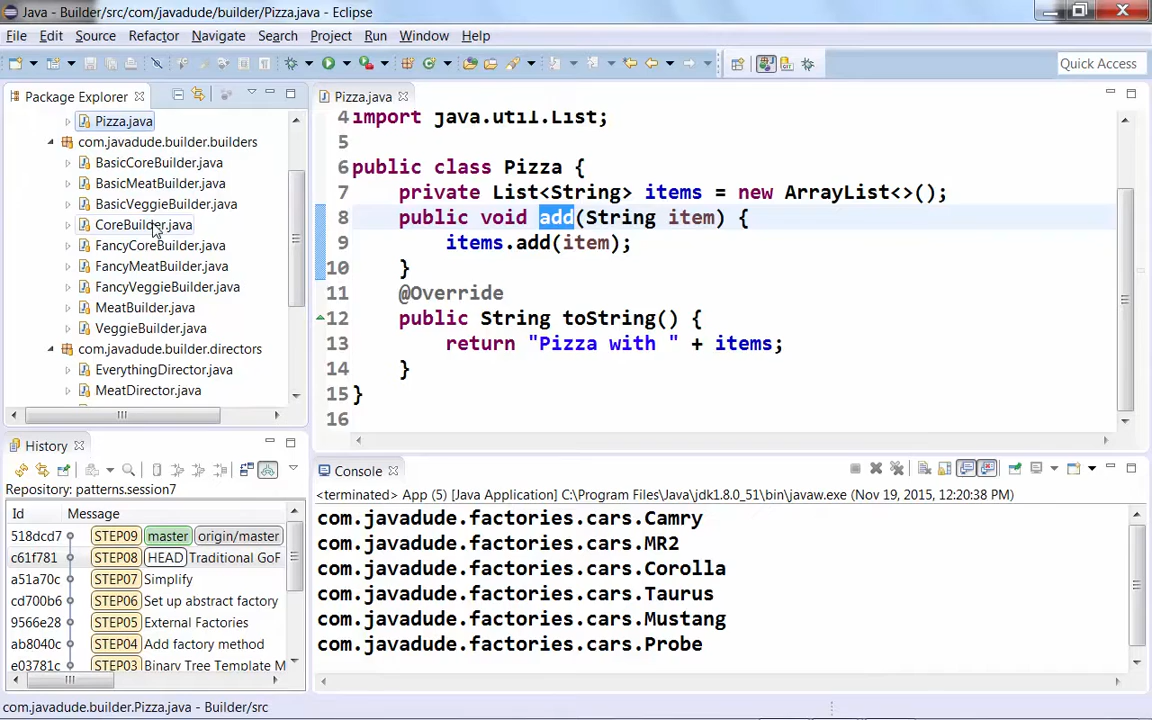 Java - Builder/src/com/javadude/builder/Pizza.java - Eclipse
File Edit Source Refactor Navigate Search Project Run Window Help
Quick Access
Package Explorer
Pizza.java
com.javadude.builder.builders
BasicCoreBuilder.java
BasicMeatBuilder.java
BasicVeggieBuilder.java
CoreBuilder.java
FancyCoreBuilder.java
FancyMeatBuilder.java
FancyVeggieBuilder.java
MeatBuilder.java
VeggieBuilder.java
com.javadude.builder.directors
EverythingDirector.java
MeatDirector.java
Pizza.java
4 import java.util.List;
5
6 public class Pizza {
7 private List<String> items = new ArrayList<>();
8 public void add(String item) {
9 items.add(item);
10 }
11 @Override
12 public String toString() {
13 return "Pizza with " + items;
14 }
15 }
16
History
Repository: patterns.session7
Id Message
518dcd7 STEP09 master origin/master
c61f781 STEP08 HEAD Traditional GoF
a51a70c STEP07 Simplify
cd700b6 STEP06 Set up abstract factory
9566e28 STEP05 External Factories
ab8040c STEP04 Add factory method
e03781c STEP03 Binary Tree Template M
Console
<terminated> App (5) [Java Application] C:\Program Files\Java\jdk1.8.0_51\bin\javaw.exe (Nov 19, 2015, 12:20:38 PM)
com.javadude.factories.cars.Camry
com.javadude.factories.cars.MR2
com.javadude.factories.cars.Corolla
com.javadude.factories.cars.Taurus
com.javadude.factories.cars.Mustang
com.javadude.factories.cars.Probe
com.javadude.builder.Pizza.java - Builder/src